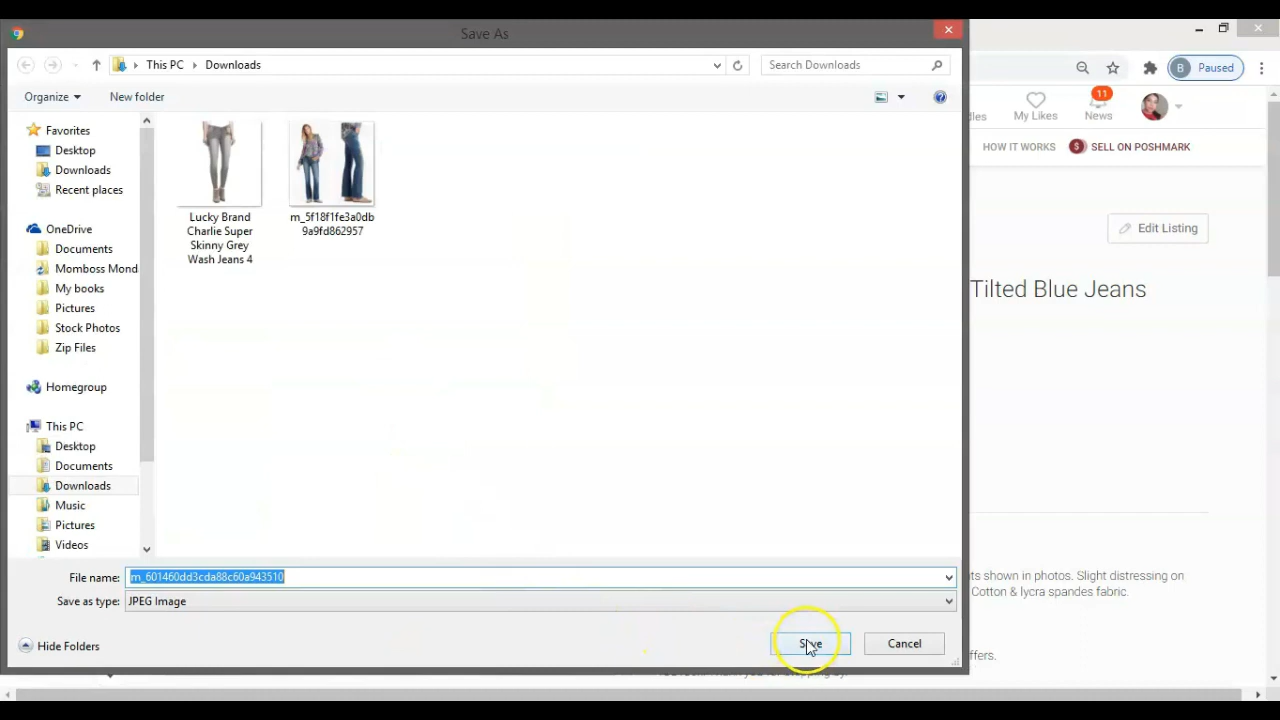 Save As
This PC
Downloads
Search Downloads
B
Paused
Organize
New folder
11
dles
My Likes
News
HOW IT WORKS
$
SELL ON POSHMARK
Favorites
Desktop
Downloads
Recent places
OneDrive
Documents
Momboss Mond
My books
Pictures
Stock Photos
Zip Files
Homegroup
This PC
Desktop
Documents
Downloads
Music
Pictures
Videos
Lucky Brand
Charlie Super
Skinny Grey
Wash Jeans 4
m_5f18f1fe3a0db
9a9fd862957
Edit Listing
Tilted Blue Jeans
File name:
m_601460dd3cda88c60a943510
Save as type:
JPEG Image
ts shown in photos. Slight distressing on
Cotton & lycra spandes fabric.
Hide Folders
Save
Cancel
ffers.